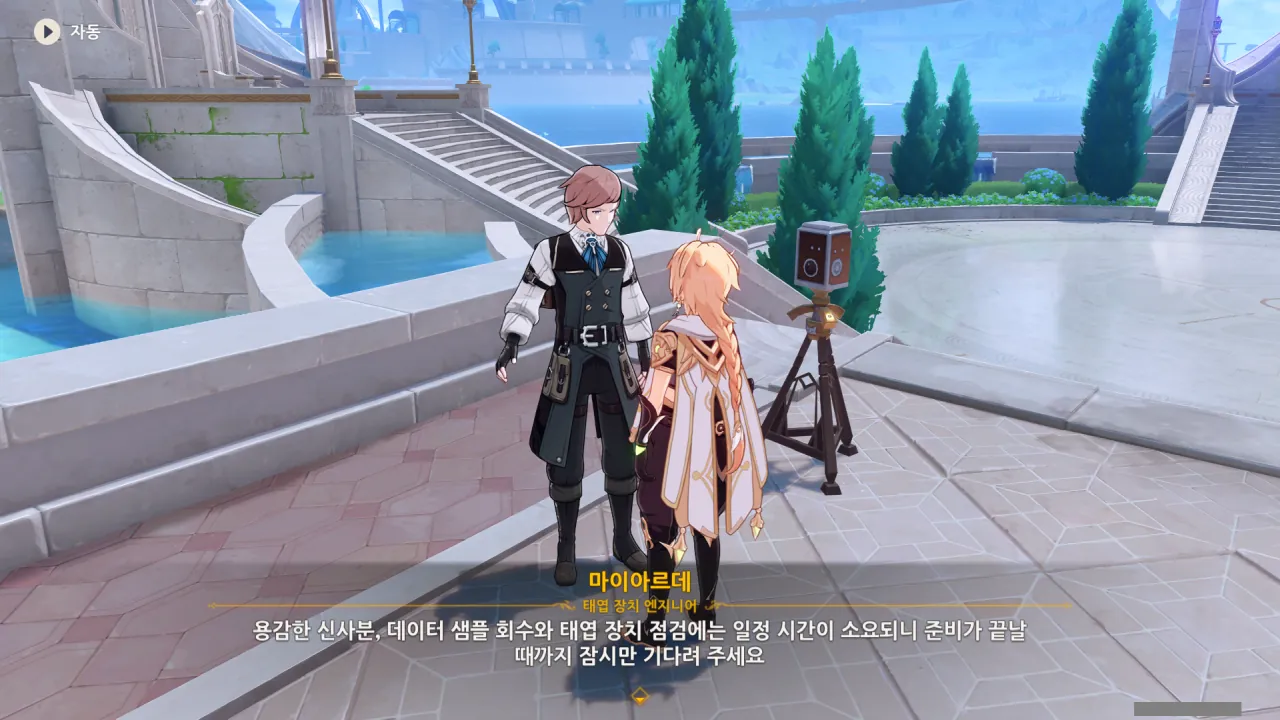 자동
마이아르데
태엽 장치 엔지니어
용감한 신사분, 데이터 샘플 회수와 태엽 장치 점검에는 일정 시간이 소요되니 준비가 끝날
때까지 잠시만 기다려 주세요